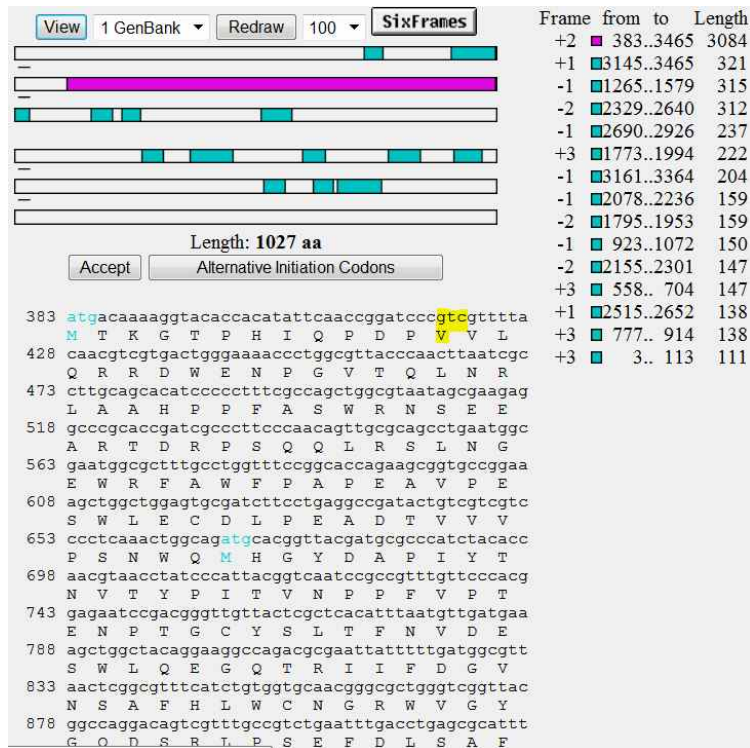 View 1 GenBank Redraw 100 SixFrames
Frame from to Length
+2 383..3465 3084
+1 3145..3465 321
-1 1265..1579 315
-2 2329..2640 312
-1 2690..2926 237
+3 1773..1994 222
-1 3161..3364 204
-1 2078..2236 159
-2 1795..1953 159
-1 923..1072 150
-2 2155..2301 147
+3 558.. 704 147
+1 2515..2652 138
+3 777.. 914 138
+3 3.. 113 111
Length: 1027 aa
Accept Alternative Initiation Codons
383 atgacaaaaggtacaccacatattcaaccggatcccgtcgtttta
M T K G T P H I Q P D P V V L
428 caacgtcgtgactgggaaaaccctggcgttacccaacttaatcgc
Q R R D W E N P G V T Q L N R
473 cttgcagcacatccccctttcgccagctggcgtaatagcgaagag
L A A H P P F A S W R N S E E
518 gcccgcaccgatcgcccttcccaacagttgcgcagcctgaatggc
A R T D R P S Q Q L R S L N G
563 gaatggcgctttgcctggtttccggcaccagaagcggtgccggaa
E W R F A W F P A P E A V P E
608 agctggctggagtgcgatcttcctgaggccgatactgtcgtcgtc
S W L E C D L P E A D T V V V
653 ccctcaaactggcagatgcacggttacgatgcgcccatctacacc
P S N W Q M H G Y D A P I Y T
698 aacgtaacctatcccattacggtcaatccgccgtttgttcccacg
N V T Y P I T V N P P F V P T
743 gagaatccgacgggttgttactcgctcacatttaatgttgatgaa
E N P T G C Y S L T F N V D E
788 agctggctacaggaaggccagacgcgaattatttttgatggcgtt
S W L Q E G Q T R I I F D G V
833 aactcggcgtttcatctgtggtgcaacgggcgctgggtcggttac
N S A F H L W C N G R W V G Y
878 ggccaggacagtcgtttgccgtctgaatttgacctgagcgcattt
G Q D S R L P S E F D L S A F